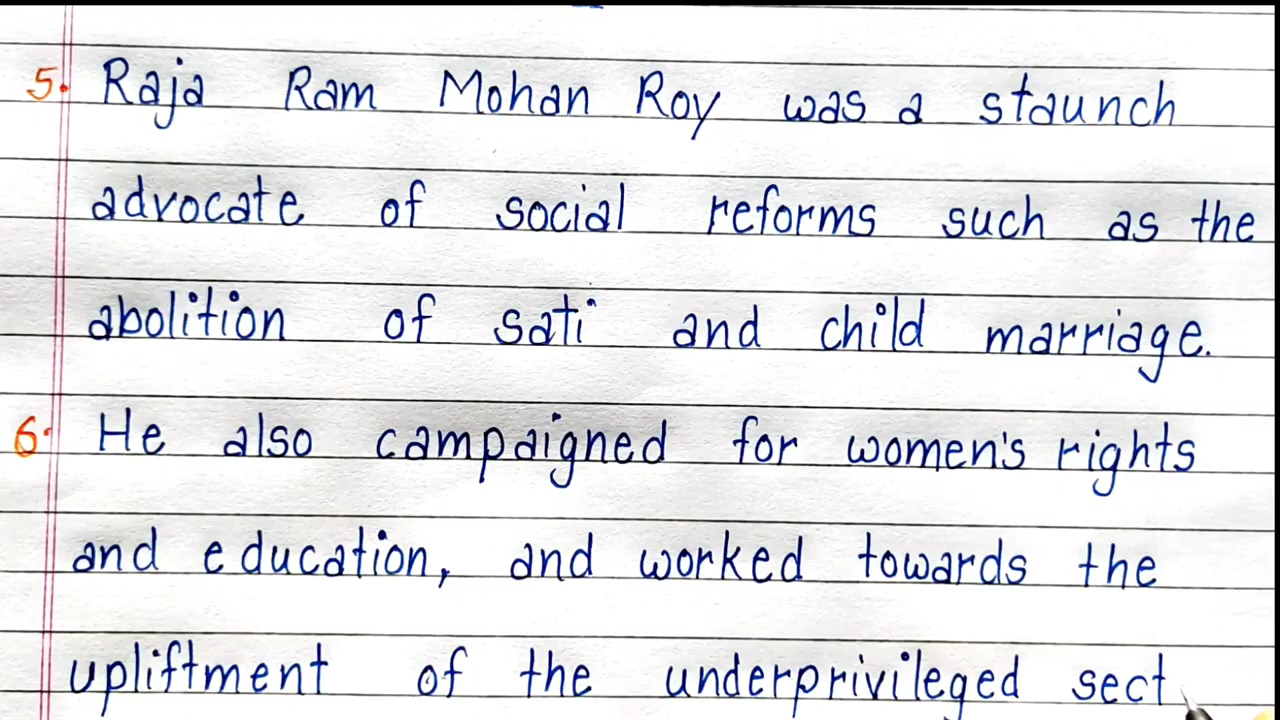 5. Raja Ram Mohan Roy was a staunch
advocate of social reforms such as the
abolition of sati and child marriage.
6. He also campaigned for women's rights
and education, and worked towards the
upliftment of the underprivileged sect